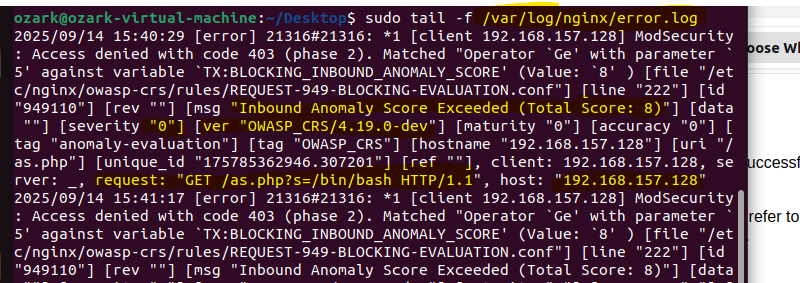 ozark@ozark-virtual-machine:~/Desktop$ sudo tail -f /var/log/nginx/error.log
2025/09/14 15:40:29 [error] 21316#21316: *1 [client 192.168.157.128] ModSecurity
: Access denied with code 403 (phase 2). Matched "Operator `Ge' with parameter `
5' against variable `TX:BLOCKING_INBOUND_ANOMALY_SCORE' (Value: `8' ) [file "/et
c/nginx/owasp-crs/rules/REQUEST-949-BLOCKING-EVALUATION.conf"] [line "222"] [id
"949110"] [rev ""] [msg "Inbound Anomaly Score Exceeded (Total Score: 8)"] [data
 ""] [severity "0"] [ver "OWASP_CRS/4.19.0-dev"] [maturity "0"] [accuracy "0"] [
tag "anomaly-evaluation"] [tag "OWASP_CRS"] [hostname "192.168.157.128"] [uri "/
as.php"] [unique_id "175785362946.307201"] [ref ""], client: 192.168.157.128, se
rver: _, request: "GET /as.php?s=/bin/bash HTTP/1.1", host: "192.168.157.128"
2025/09/14 15:41:17 [error] 21316#21316: *1 [client 192.168.157.128] ModSecurity
: Access denied with code 403 (phase 2). Matched "Operator `Ge' with parameter `
5' against variable `TX:BLOCKING_INBOUND_ANOMALY_SCORE' (Value: `8' ) [file "/et
c/nginx/owasp-crs/rules/REQUEST-949-BLOCKING-EVALUATION.conf"] [line "222"] [id
"949110"] [rev ""] [msg "Inbound Anomaly Score Exceeded (Total Score: 8)"] [data
oose Wh
uccessf
refer to